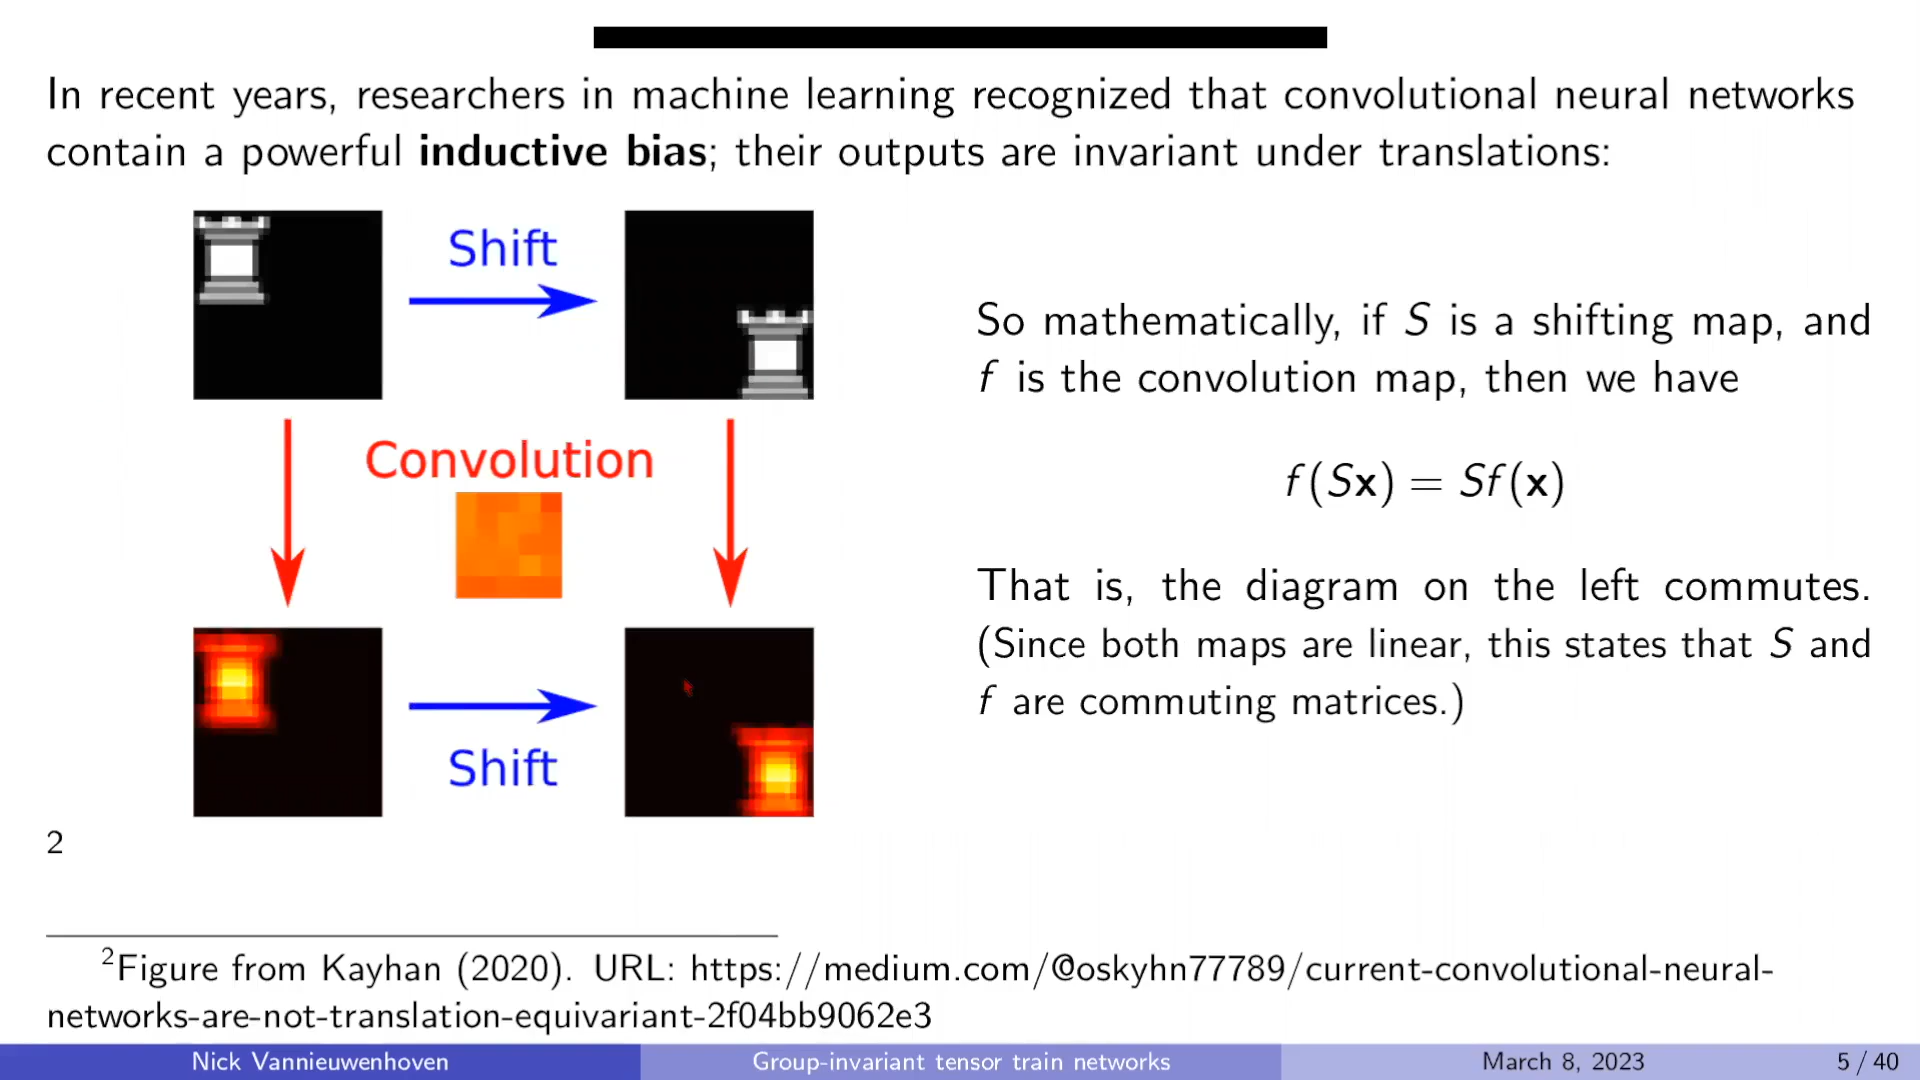 In recent years, researchers in machine learning recognized that convolutional neural networks
contain a powerful inductive bias; their outputs are invariant under translations:
Shift
Convolution
Shift
So mathematically, if S is a shifting map, and
f is the convolution map, then we have
f(Sx) = Sf(x)
That is, the diagram on the left commutes.
(Since both maps are linear, this states that S and
f are commuting matrices.)
2
²Figure from Kayhan (2020). URL: https://medium.com/@oskyhn77789/current-convolutional-neural-
networks-are-not-translation-equivariant-2f04bb9062e3
Nick Vannieuwenhoven Group-invariant tensor train networks March 8, 2023 5 / 40